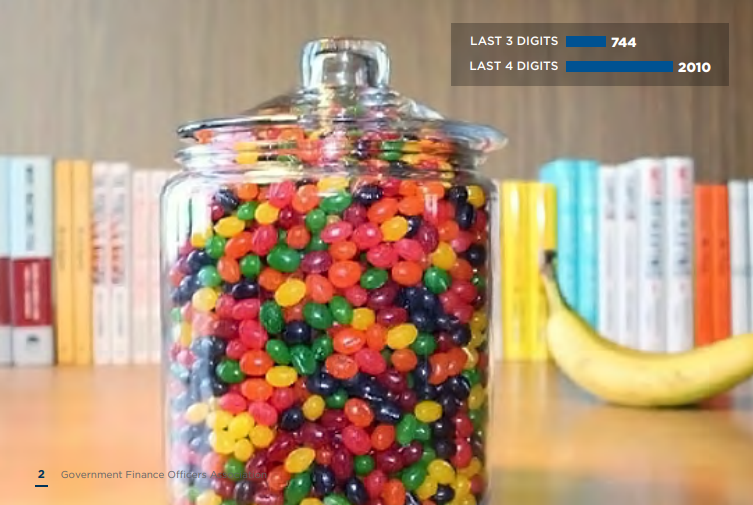 LAST 3 DIGITS 744
LAST 4 DIGITS 2010
2 Government Finance Officers